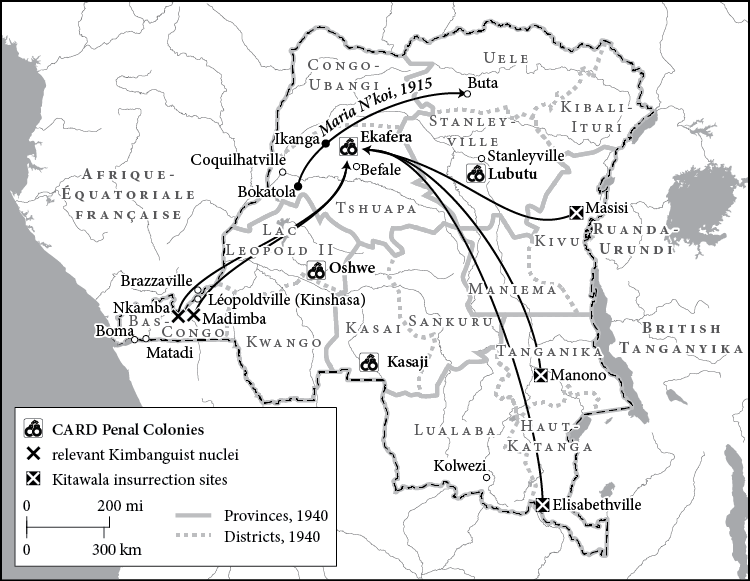 UELE
CONGO-
UBANGI
Buta
Maria N'koi, 1915
KIBALI-
ITURI
STANLEY-
VILLE
Ikanga
Ekafera
Coquilhatville
Stanleyville
Befale
Lubutu
AFRIQUE-
ÉQUATORIALE
FRANÇAISE
Bokatola
TSHUAPA
Masisi
LAC
LEOPOLD II
KIVU
RUANDA-
URUNDI
Oshwe
Brazzaville
MANIEMA
Léopoldville (Kinshasa)
Nkamba
Madimba
BAS-
CONGO
Boma
Matadi
KWANGO
KASAI
SANKURU
BRITISH
TANGANYIKA
TANGANIKA
Kasaji
Manono
LUALABA
HAUT-
KATANGA
Kolwezi
Elisabethville
CARD Penal Colonies
relevant Kimbanguist nuclei
Kitawala insurrection sites
0 200 mi
0 300 km
Provinces, 1940
Districts, 1940